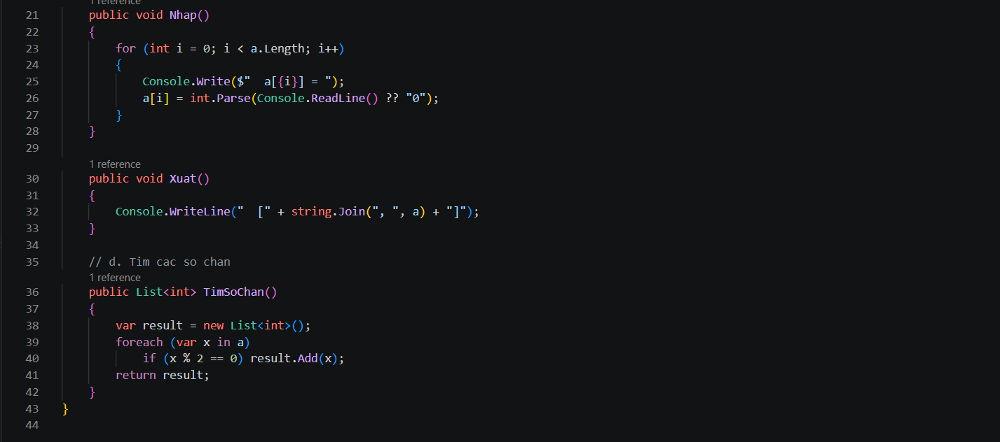 1 reference
21 public void Nhap()
22 {
23 for (int i = 0; i < a.Length; i++)
24 {
25 Console.Write($"  a[{i}] = ");
26 a[i] = int.Parse(Console.ReadLine() ?? "0");
27 }
28 }
29
1 reference
30 public void Xuat()
31 {
32 Console.WriteLine("  [" + string.Join(", ", a) + "]");
33 }
34
35 // d. Tim cac so chan
1 reference
36 public List<int> TimSoChan()
37 {
38 var result = new List<int>();
39 foreach (var x in a)
40 if (x % 2 == 0) result.Add(x);
41 return result;
42 }
43 }
44